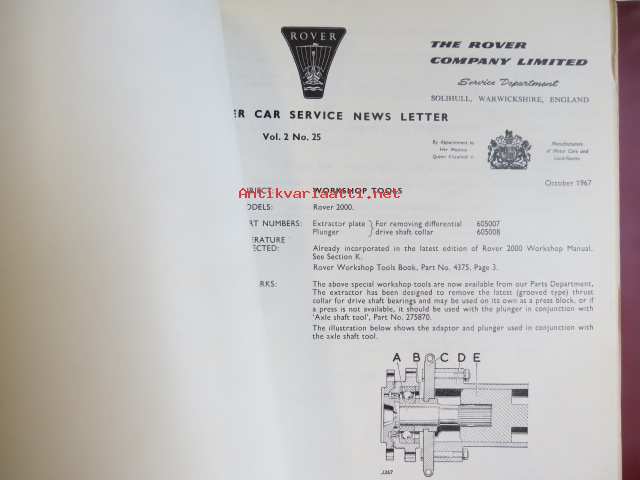 ROVER
THE ROVER
COMPANY LIMITED
Service Department
SOLIHULL, WARWICKSHIRE, ENGLAND
ER CAR SERVICE NEWS LETTER
Vol. 2 No. 25
By appointment to
Her Majesty
Queen Elizabeth II
Manufacturers
of Motor Cars and
Land-Rovers
October 1967
BJECT: WORKSHOP TOOLS
Antikvariaatti.net
ODELS: Rover 2000.
RT NUMBERS: Extractor plate } For removing differential 605007
Plunger } drive shaft collar 605008
ERATURE
ECTED: Already incorporated in the latest edition of Rover 2000 Workshop Manual.
See Section K.
Rover Workshop Tools Book, Part No. 4375, Page 3.
RKS: The above special workshop tools are now available from our Parts Department.
The extractor has been designed to remove the latest (grooved type) thrust
collar for drive shaft bearings and may be used on its own as a press block, or if
a press is not available, it should be used with the plunger in conjunction with
'Axle shaft tool', Part No. 275870.
The illustration below shows the adaptor and plunger used in conjunction with
the axle shaft tool.
A B C D E
J367